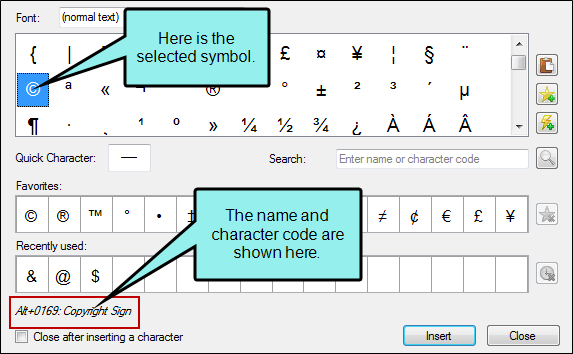 Font: (normal text)
Here is the
selected symbol.
{ | £ ¤ ¥ ¦ § ¨
© ª « ¬ ® ° ± ² ³ ´ µ
¶ · ¸ ¹ º » ¼ ½ ¾ ¿ À Á Â
Quick Character: — Search: Enter name or character code
Favorites:
© ® ™ ° • ± ≠ ¢ € £ ¥
The name and
character code are
shown here.
Recently used:
& @ $
Alt+0169: Copyright Sign
Close after inserting a character Insert Close